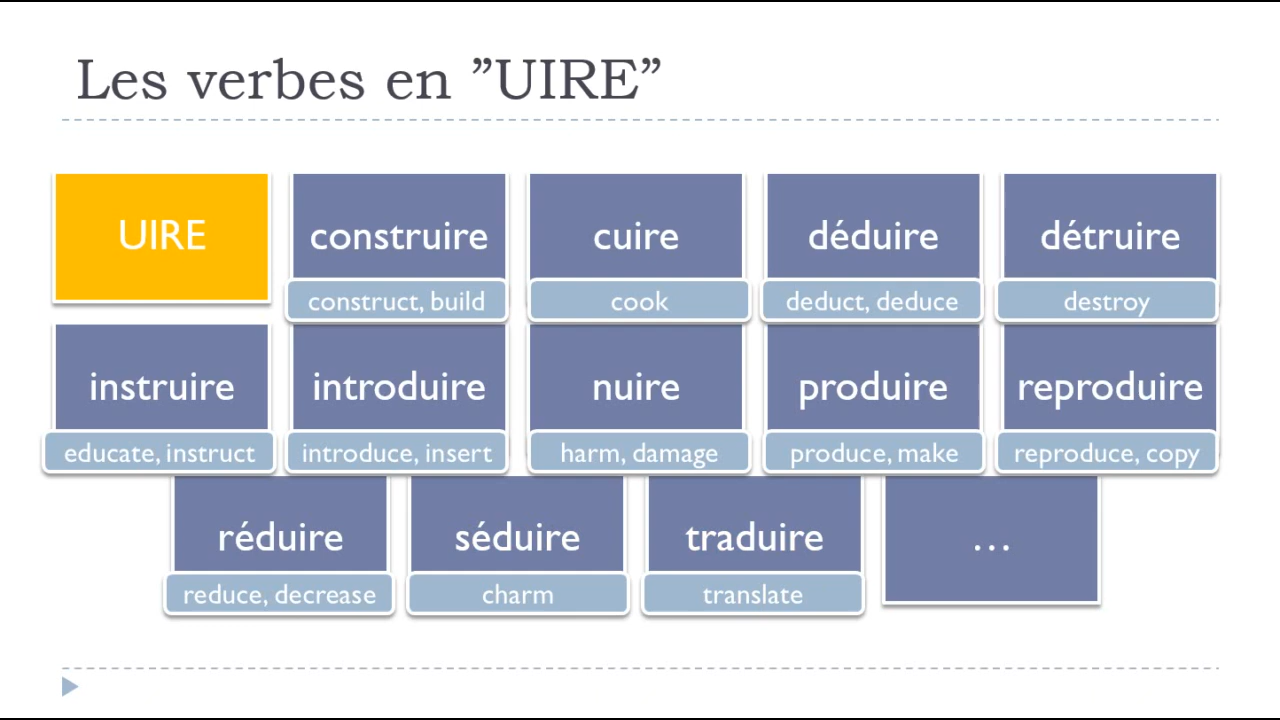 Les verbes en ”UIRE”
UIRE
construire
construct, build
cuire
cook
déduire
deduct, deduce
détruire
destroy
instruire
educate, instruct
introduire
introduce, insert
nuire
harm, damage
produire
produce, make
reproduire
reproduce, copy
réduire
reduce, decrease
séduire
charm
traduire
translate
...